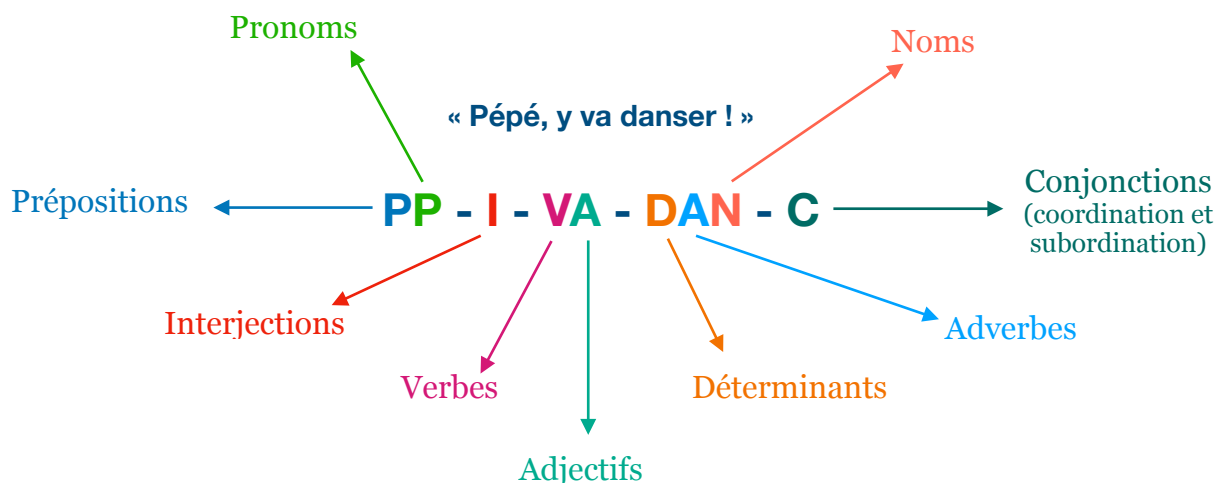 Pronoms
Noms
« Pépé, y va danser ! »
Prépositions
PP - I - VA - DAN - C
Conjonctions
(coordination et
subordination)
Interjections
Adverbes
Verbes
Déterminants
Adjectifs